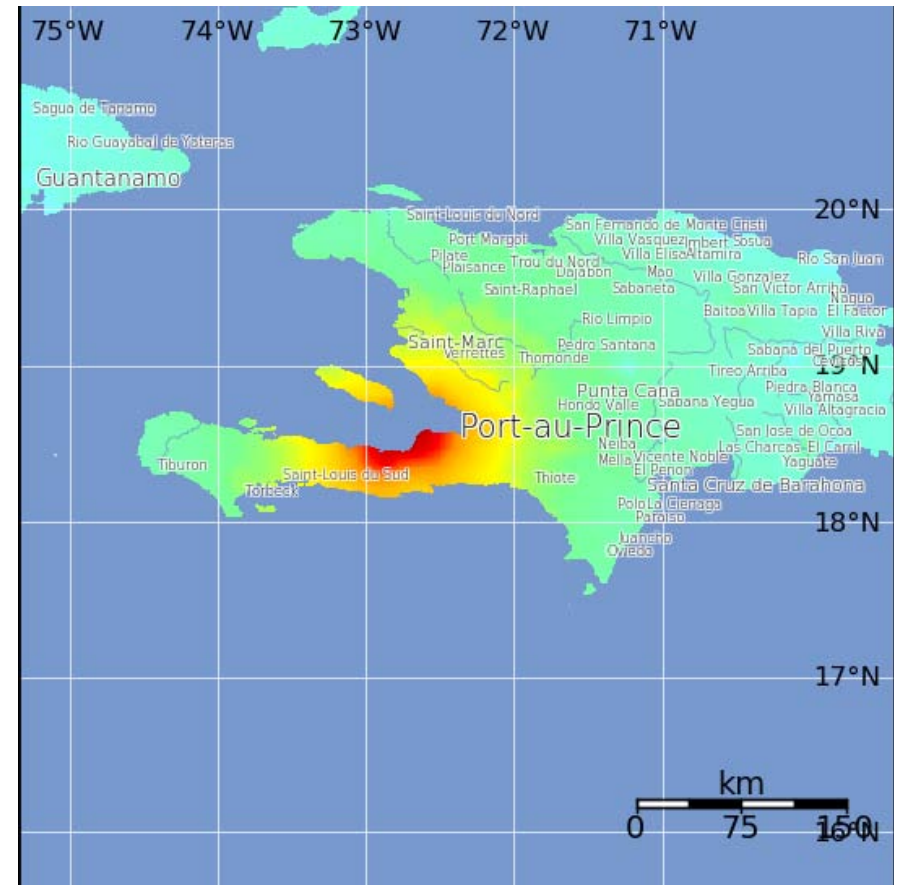 75°W 74°W 73°W 72°W 71°W
Sagua de Tanamo
Rio Guayabal de Yateras
Guantanamo
20°N
Saint-Louis du Nord
San Fernando de Monte Cristi
Port Margot
Villa Vasquez
Imbert
Sosua
Pilate
Villa Elisa
Altamira
Plaisance
Trou du Nord
Rio San Juan
Dajabon
Mao
Villa Gonzalez
Saint-Raphael
Sabaneta
San Victor Arriba
Nagua
Baitoa
Villa Tapia
El Factor
Rio Limpio
Villa Riva
Saint-Marc
Verrettes
Pedro Santana
Sabana del Puerto
Thomonde
Cevicos
19°N
Tireo Arriba
Punta Cana
Piedra Blanca
Yamasa
Hondo Valle
Sabana Yegua
Villa Altagracia
Port-au-Prince
San Jose de Ocoa
Neiba
Las Charcas
El Carril
Mella
Vicente Noble
Yaguate
Tiburon
El Penon
Saint-Louis du Sud
Thiote
Santa Cruz de Barahona
Torbeck
Polo
La Cienaga
Paraiso
18°N
Juancho
Oviedo
17°N
km
0 75 150
16°N